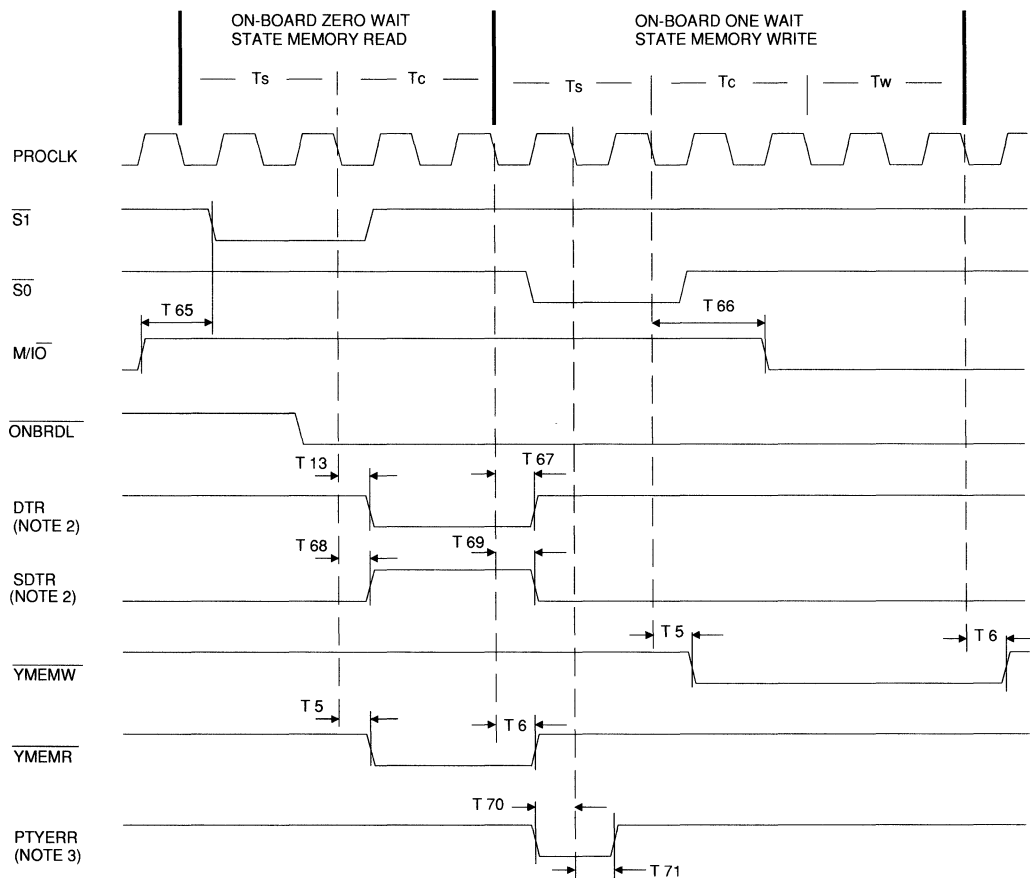 ON-BOARD ZERO WAIT
STATE MEMORY READ
ON-BOARD ONE WAIT
STATE MEMORY WRITE
Ts
Tc
Ts
Tc
Tw
PROCLK
S1
S0
T 65
T 66
M/IO
ONBRDL
T 13
T 67
DTR
(NOTE 2)
T 68
T 69
SDTR
(NOTE 2)
T 5
T 6
YMEMW
T 5
T 6
YMEMR
T 70
PTYERR
(NOTE 3)
T 71